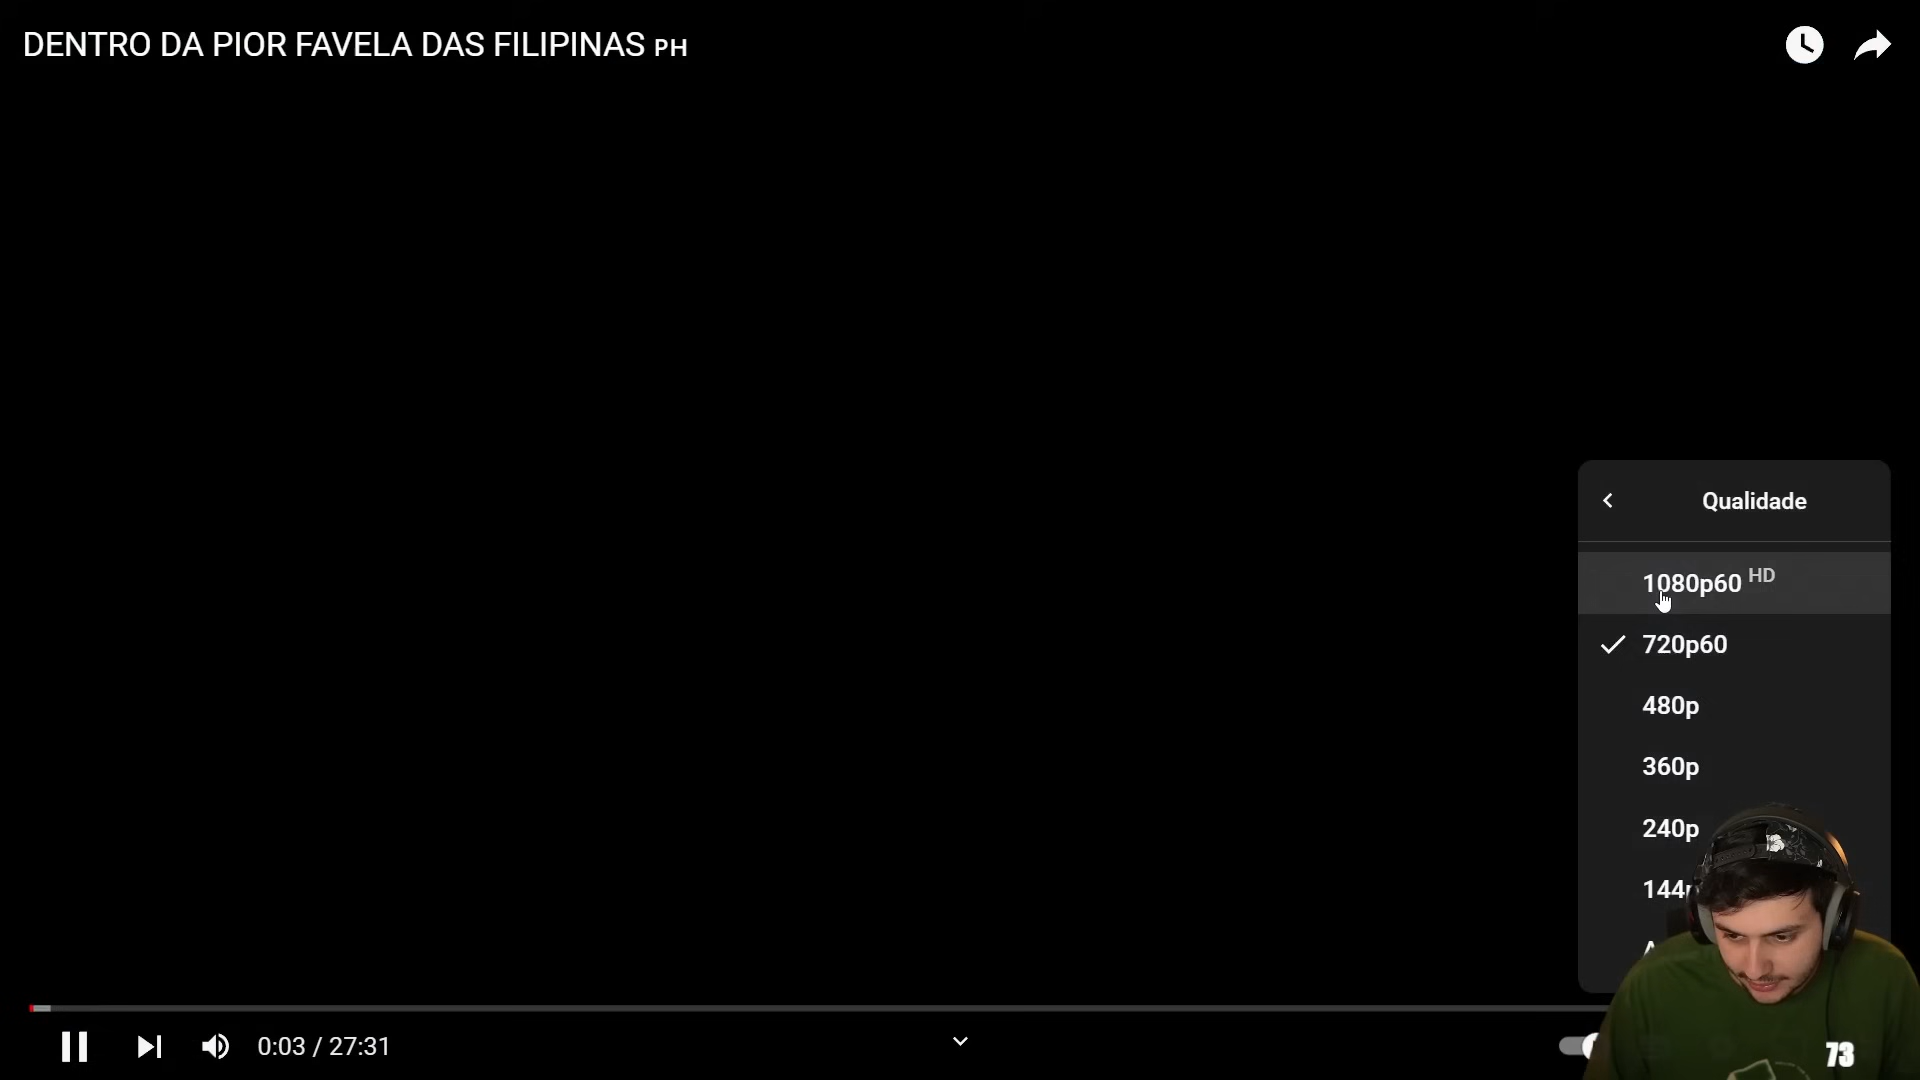 DENTRO DA PIOR FAVELA DAS FILIPINAS PH
Qualidade
1080p60 HD
720p60
480p
360p
240p
0:03 / 27:31
73